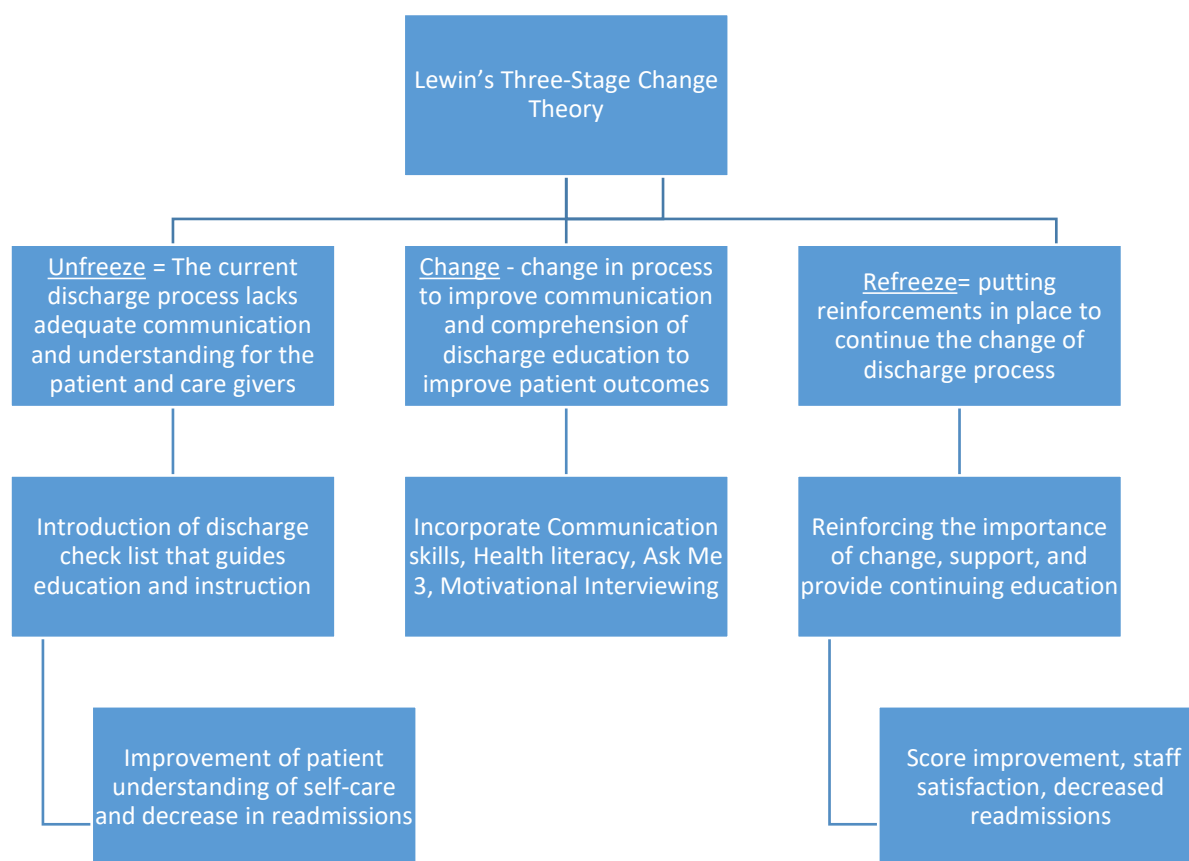 Lewin’s Three-Stage Change
Theory
Unfreeze = The current
discharge process lacks
adequate communication
and understanding for the
patient and care givers
Change - change in process
to improve communication
and comprehension of
discharge education to
improve patient outcomes
Refreeze= putting
reinforcements in place to
continue the change of
discharge process
Introduction of discharge
check list that guides
education and instruction
Incorporate Communication
skills, Health literacy, Ask Me
3, Motivational Interviewing
Reinforcing the importance
of change, support, and
provide continuing education
Improvement of patient
understanding of self-care
and decrease in readmissions
Score improvement, staff
satisfaction, decreased
readmissions